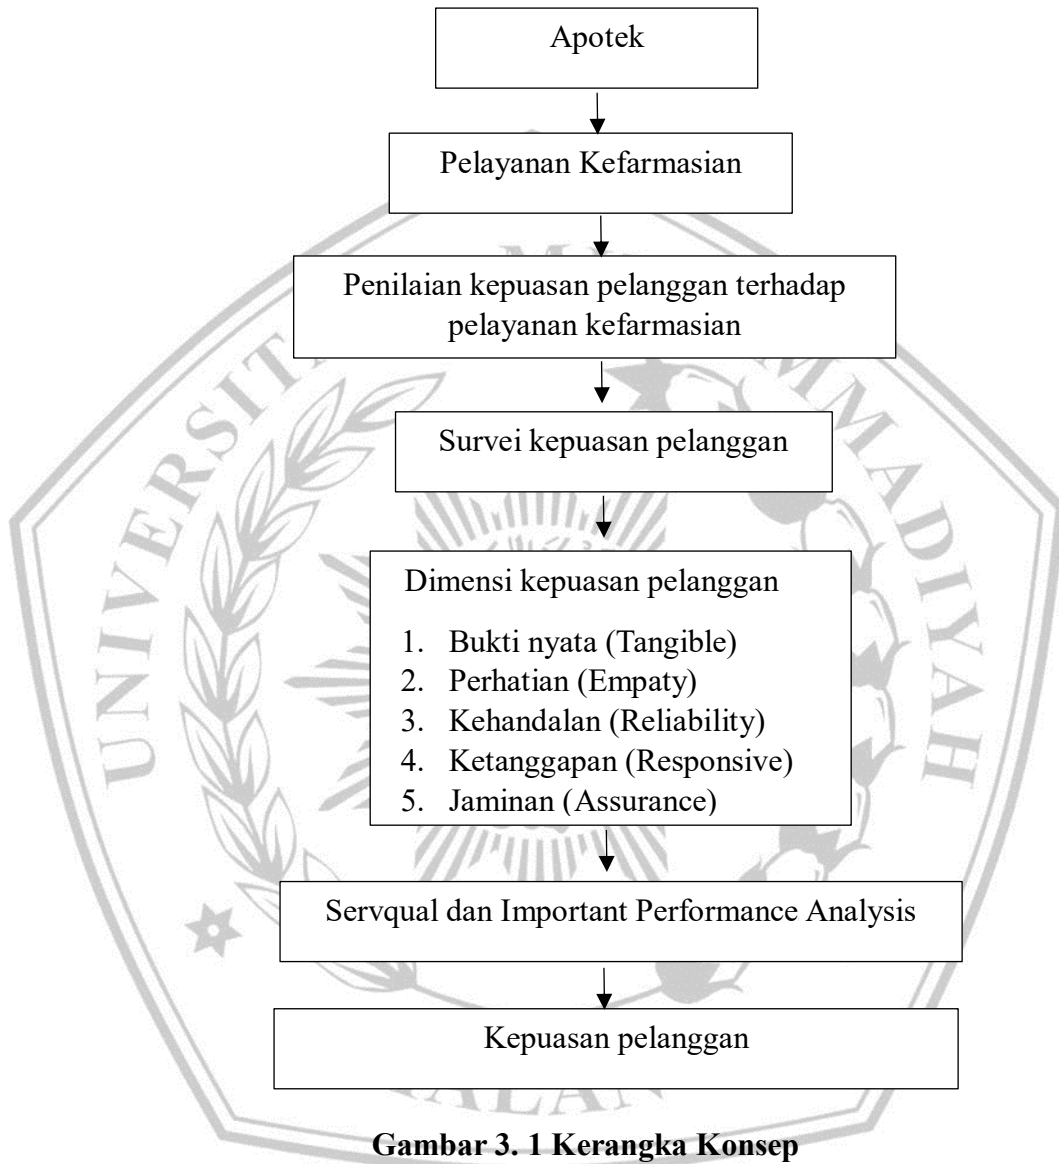 Apotek
Pelayanan Kefarmasian
Penilaian kepuasan pelanggan terhadap
pelayanan kefarmasian
Survei kepuasan pelanggan
Dimensi kepuasan pelanggan
1. Bukti nyata (Tangible)
2. Perhatian (Empaty)
3. Kehandalan (Reliability)
4. Ketanggapan (Responsive)
5. Jaminan (Assurance)
Servqual dan Important Performance Analysis
Kepuasan pelanggan
Gambar 3. 1 Kerangka Konsep